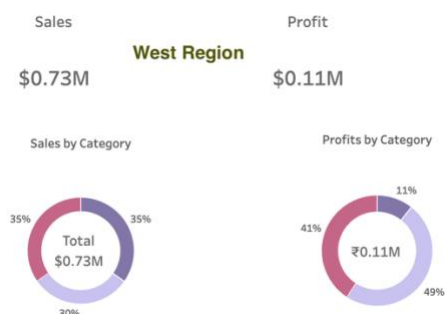 Sales
Profit
West Region
$0.73M
$0.11M
Sales by Category
Profits by Category
35%
35%
Total
$0.73M
30%
11%
41%
₹0.11M
49%